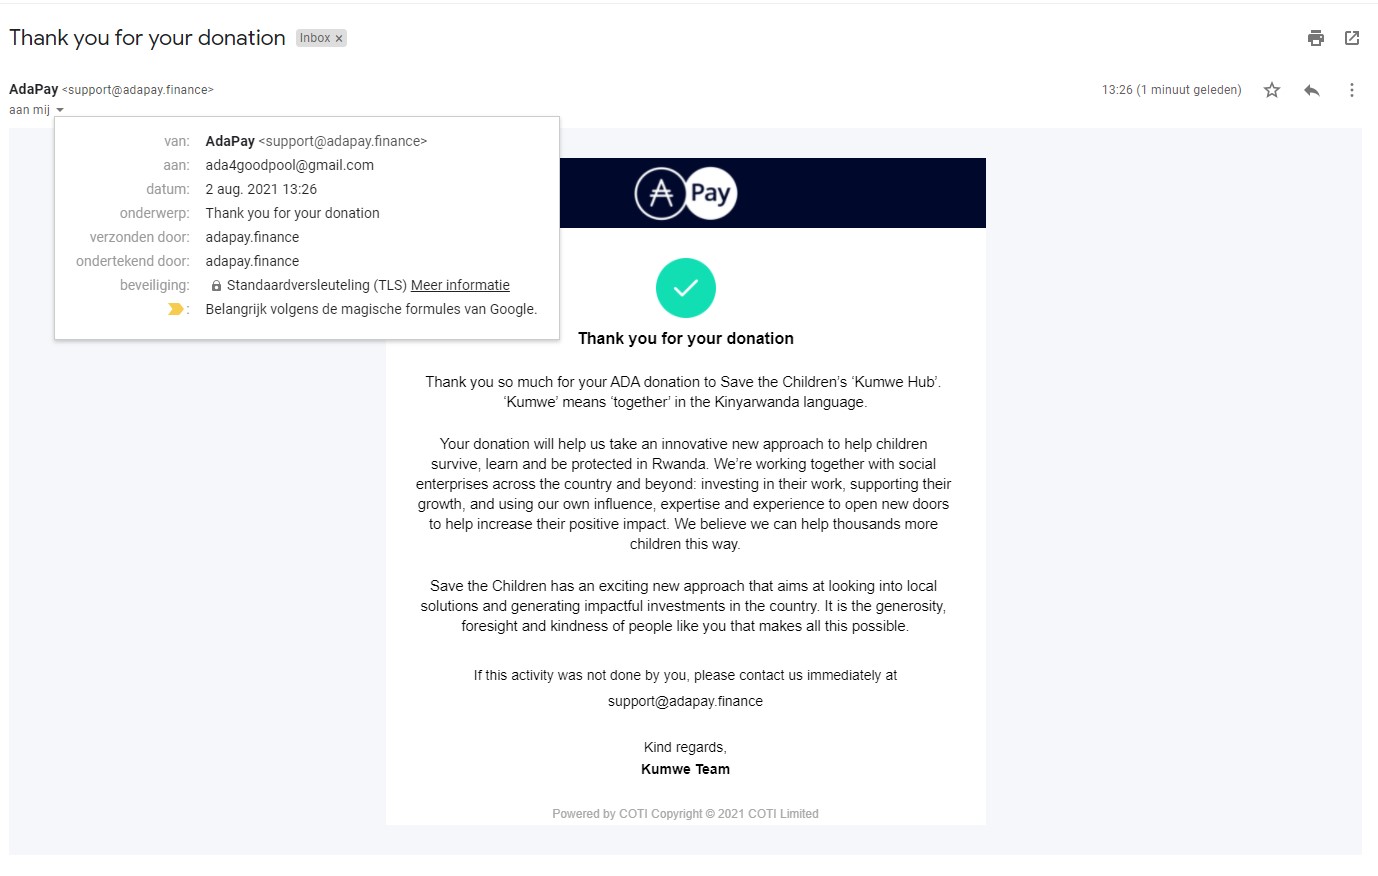 Thank you for your donation Inbox ×
AdaPay <support@adapay.finance> 13:26 (1 minuut geleden)
aan mij
van: AdaPay <support@adapay.finance>
aan: ada4goodpool@gmail.com
datum: 2 aug. 2021 13:26
onderwerp: Thank you for your donation
verzonden door: adapay.finance
ondertekend door: adapay.finance
beveiliging: Standaardversleuteling (TLS) Meer informatie
: Belangrijk volgens de magische formules van Google.
Pay
Thank you for your donation
Thank you so much for your ADA donation to Save the Children’s ‘Kumwe Hub’.
‘Kumwe’ means ‘together’ in the Kinyarwanda language.
Your donation will help us take an innovative new approach to help children
survive, learn and be protected in Rwanda. We’re working together with social
enterprises across the country and beyond: investing in their work, supporting their
growth, and using our own influence, expertise and experience to open new doors
to help increase their positive impact. We believe we can help thousands more
children this way.
Save the Children has an exciting new approach that aims at looking into local
solutions and generating impactful investments in the country. It is the generosity,
foresight and kindness of people like you that makes all this possible.
If this activity was not done by you, please contact us immediately at
support@adapay.finance
Kind regards,
Kumwe Team
Powered by COTI Copyright © 2021 COTI Limited